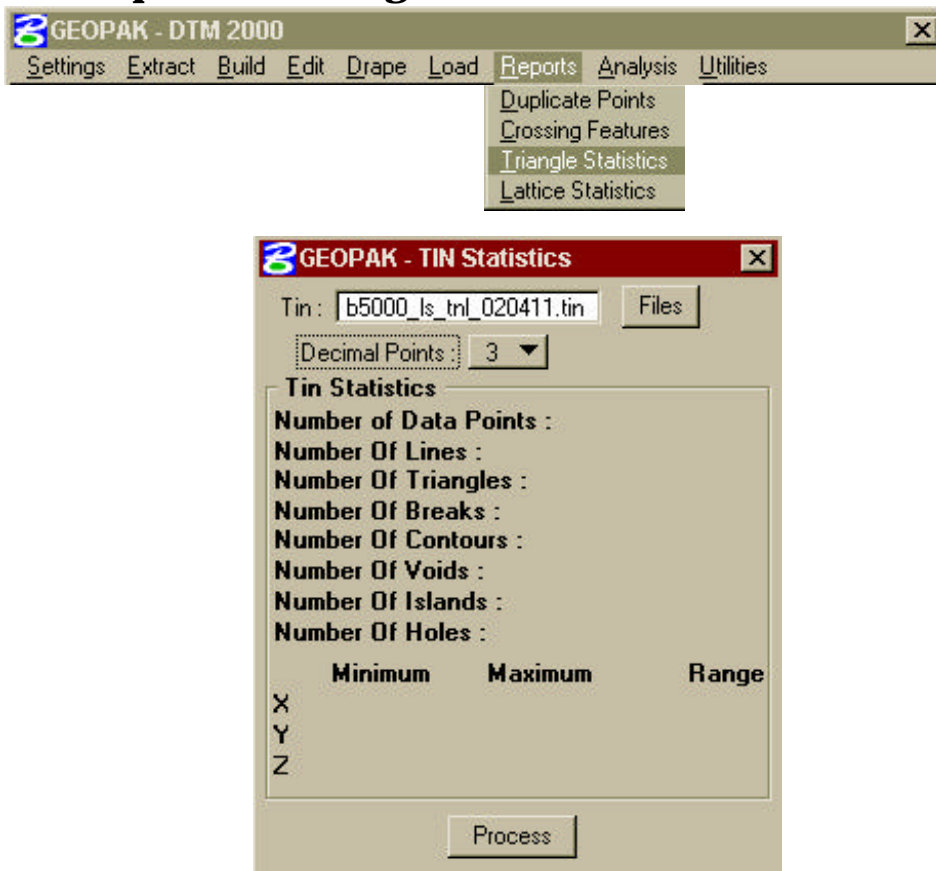 GEOPAK - DTM 2000
Settings Extract Build Edit Drape Load Reports Analysis Utilities
Duplicate Points
Crossing Features
Triangle Statistics
Lattice Statistics
GEOPAK - TIN Statistics
Tin : b5000_ls_tnl_020411.tin Files
Decimal Points : 3
Tin Statistics
Number of Data Points :
Number Of Lines :
Number Of Triangles :
Number Of Breaks :
Number Of Contours :
Number Of Voids :
Number Of Islands :
Number Of Holes :
Minimum Maximum Range
X
Y
Z
Process